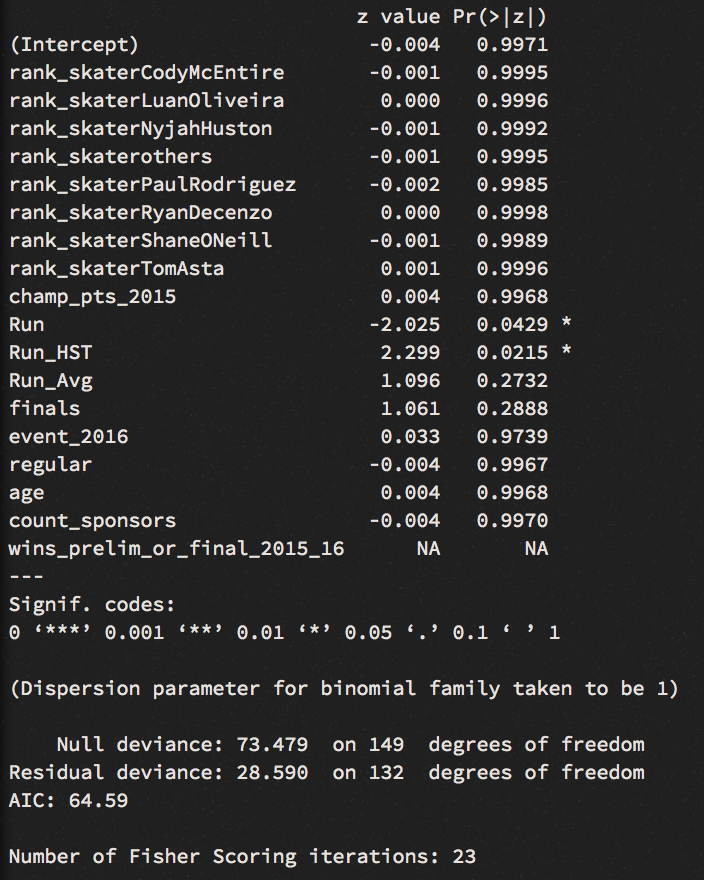 z value Pr(>|z|)
(Intercept) -0.004 0.9971
rank_skaterCodyMcEntire -0.001 0.9995
rank_skaterLuanOliveira 0.000 0.9996
rank_skaterNyjahHuston -0.001 0.9992
rank_skaterothers -0.001 0.9995
rank_skaterPaulRodriguez -0.002 0.9985
rank_skaterRyanDecenzo 0.000 0.9998
rank_skaterShaneONeill -0.001 0.9989
rank_skaterTomAsta 0.001 0.9996
champ_pts_2015 0.004 0.9968
Run -2.025 0.0429 *
Run_HST 2.299 0.0215 *
Run_Avg 1.096 0.2732
finals 1.061 0.2888
event_2016 0.033 0.9739
regular -0.004 0.9967
age 0.004 0.9968
count_sponsors -0.004 0.9970
wins_prelim_or_final_2015_16 NA NA
---
Signif. codes:
0 ‘***’ 0.001 ‘**’ 0.01 ‘*’ 0.05 ‘.’ 0.1 ‘ ’ 1
(Dispersion parameter for binomial family taken to be 1)
Null deviance: 73.479 on 149 degrees of freedom
Residual deviance: 28.590 on 132 degrees of freedom
AIC: 64.59
Number of Fisher Scoring iterations: 23